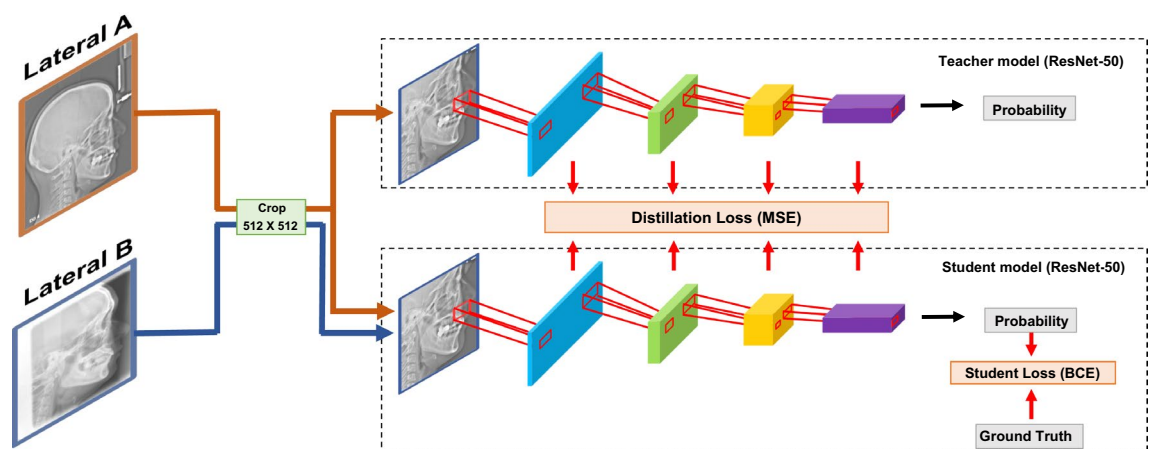 Lateral A
Lateral B
Crop
512 X 512
Teacher model (ResNet-50)
Probability
Distillation Loss (MSE)
Student model (ResNet-50)
Probability
Student Loss (BCE)
Ground Truth